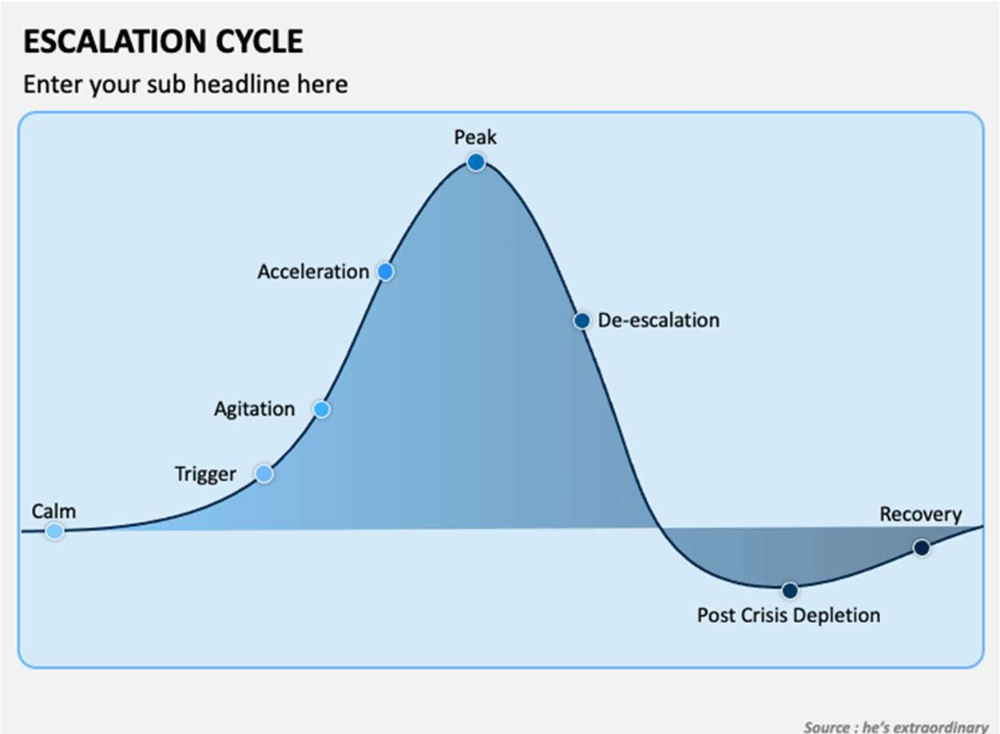 ESCALATION CYCLE
Enter your sub headline here
Peak
Acceleration
De-escalation
Agitation
Trigger
Calm
Recovery
Post Crisis Depletion
Source : he's extraordinary